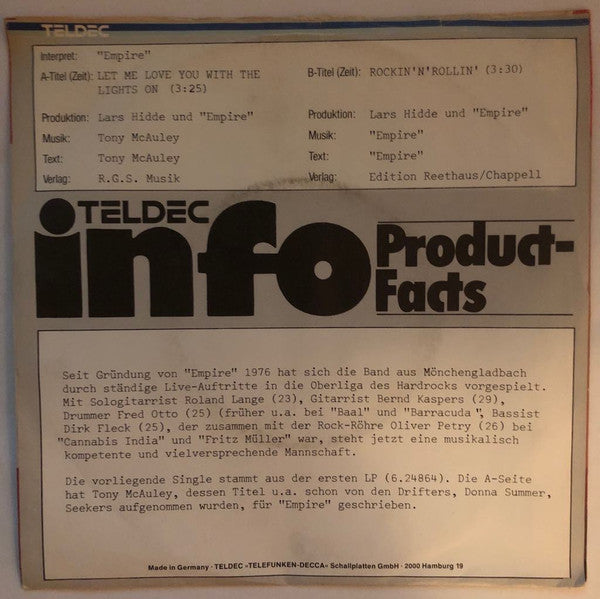 TELDEC
Interpret: "Empire"
A-Titel (Zeit): LET ME LOVE YOU WITH THE
LIGHTS ON (3:25)
Produktion: Lars Hidde und "Empire"
Musik: Tony McAuley
Text: Tony McAuley
Verlag: R.G.S. Musik
B-Titel (Zeit): ROCKIN'N'ROLLIN' (3:30)
Produktion: Lars Hidde und "Empire"
Musik: "Empire"
Text: "Empire"
Verlag: Edition Reethaus/Chappell
TELDEC
info
Product-
Facts
Seit Gründung von "Empire" 1976 hat sich die Band aus Mönchengladbach
durch ständige Live-Auftritte in die Oberliga des Hardrocks vorgespielt.
Mit Sologitarrist Roland Lange (23), Gitarrist Bernd Kaspers (29),
Drummer Fred Otto (25) (früher u.a. bei "Baal" und "Barracuda", Bassist
Dirk Fleck (25), der zusammen mit der Rock-Röhre Oliver Petry (26) bei
"Cannabis India" und "Fritz Müller" war, steht jetzt eine musikalisch
kompetente und vielversprechende Mannschaft.
Die vorliegende Single stammt aus der ersten LP (6.24864). Die A-Seite
hat Tony McAuley, dessen Titel u.a. schon von den Drifters, Donna Summer,
Seekers aufgenommen wurden, für "Empire" geschrieben.
Made in Germany · TELDEC »TELEFUNKEN-DECCA« Schallplatten GmbH · 2000 Hamburg 19